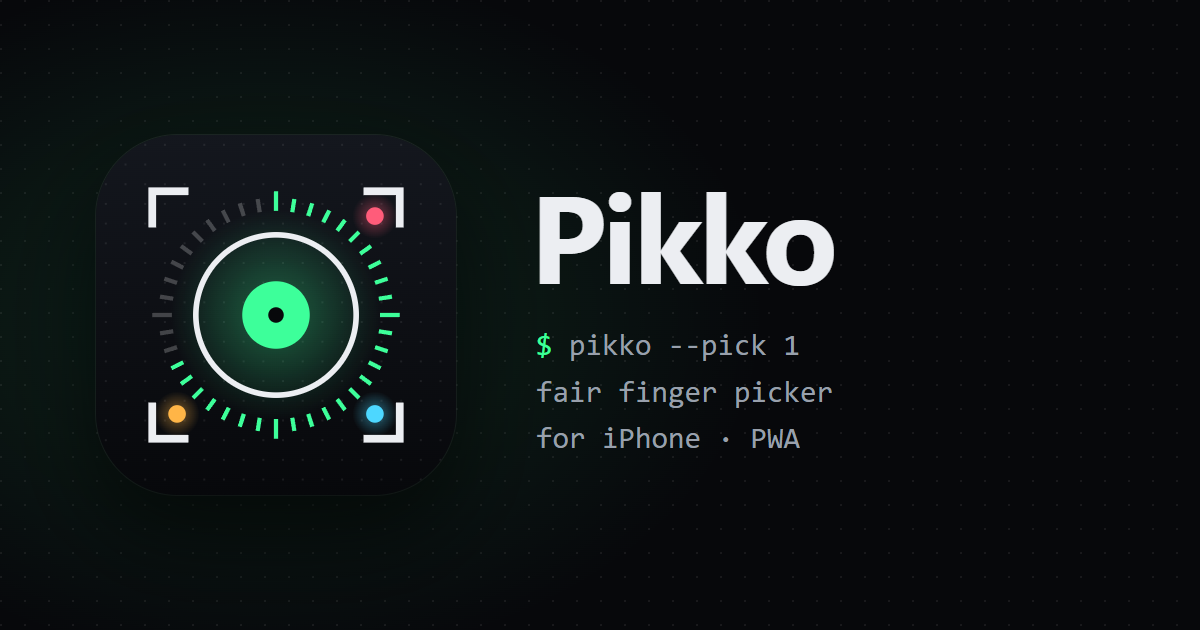 Pikko
$ pikko --pick 1
fair finger picker
for iPhone · PWA